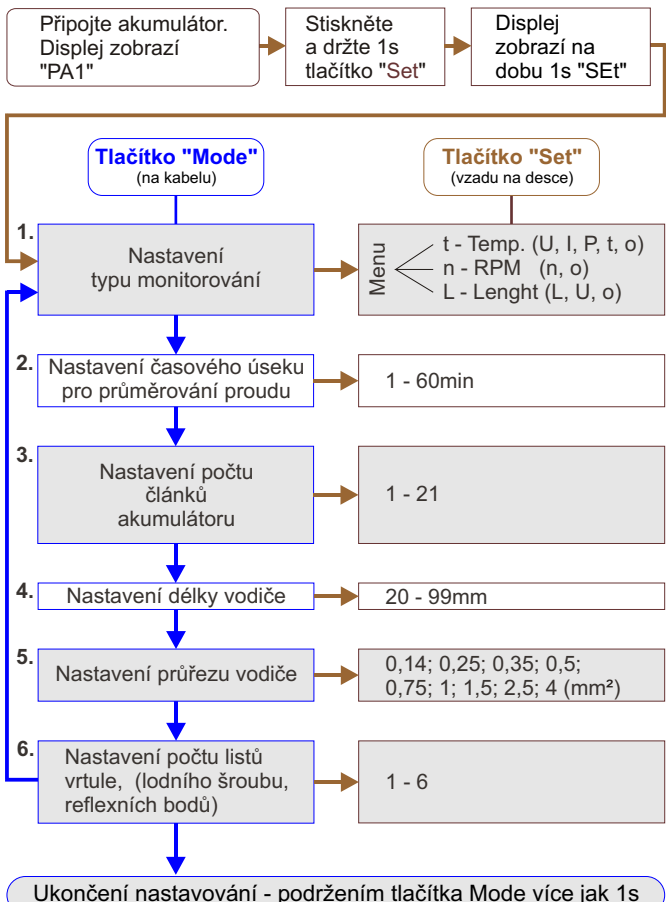 Připojte akumulátor.
Displej zobrazí
"PA1"
Stiskněte
a držte 1s
tlačítko "Set"
Displej
zobrazí na
dobu 1s "SEt"
Tlačítko "Mode"
(na kabelu)
Tlačítko "Set"
(vzadu na desce)
1.
Nastavení
typu monitorování
Menu
t - Temp. (U, I, P, t, o)
n - RPM (n, o)
L - Lenght (L, U, o)
2.
Nastavení časového úseku
pro průměrování proudu
1 - 60min
3.
Nastavení počtu
článků
akumulátoru
1 - 21
4.
Nastavení délky vodiče
20 - 99mm
5.
Nastavení průřezu vodiče
0,14; 0,25; 0,35; 0,5;
0,75; 1; 1,5; 2,5; 4 (mm²)
6.
Nastavení počtu listů
vrtule, (lodního šroubu,
reflexních bodů)
1 - 6
Ukončení nastavování - podržením tlačítka Mode více jak 1s